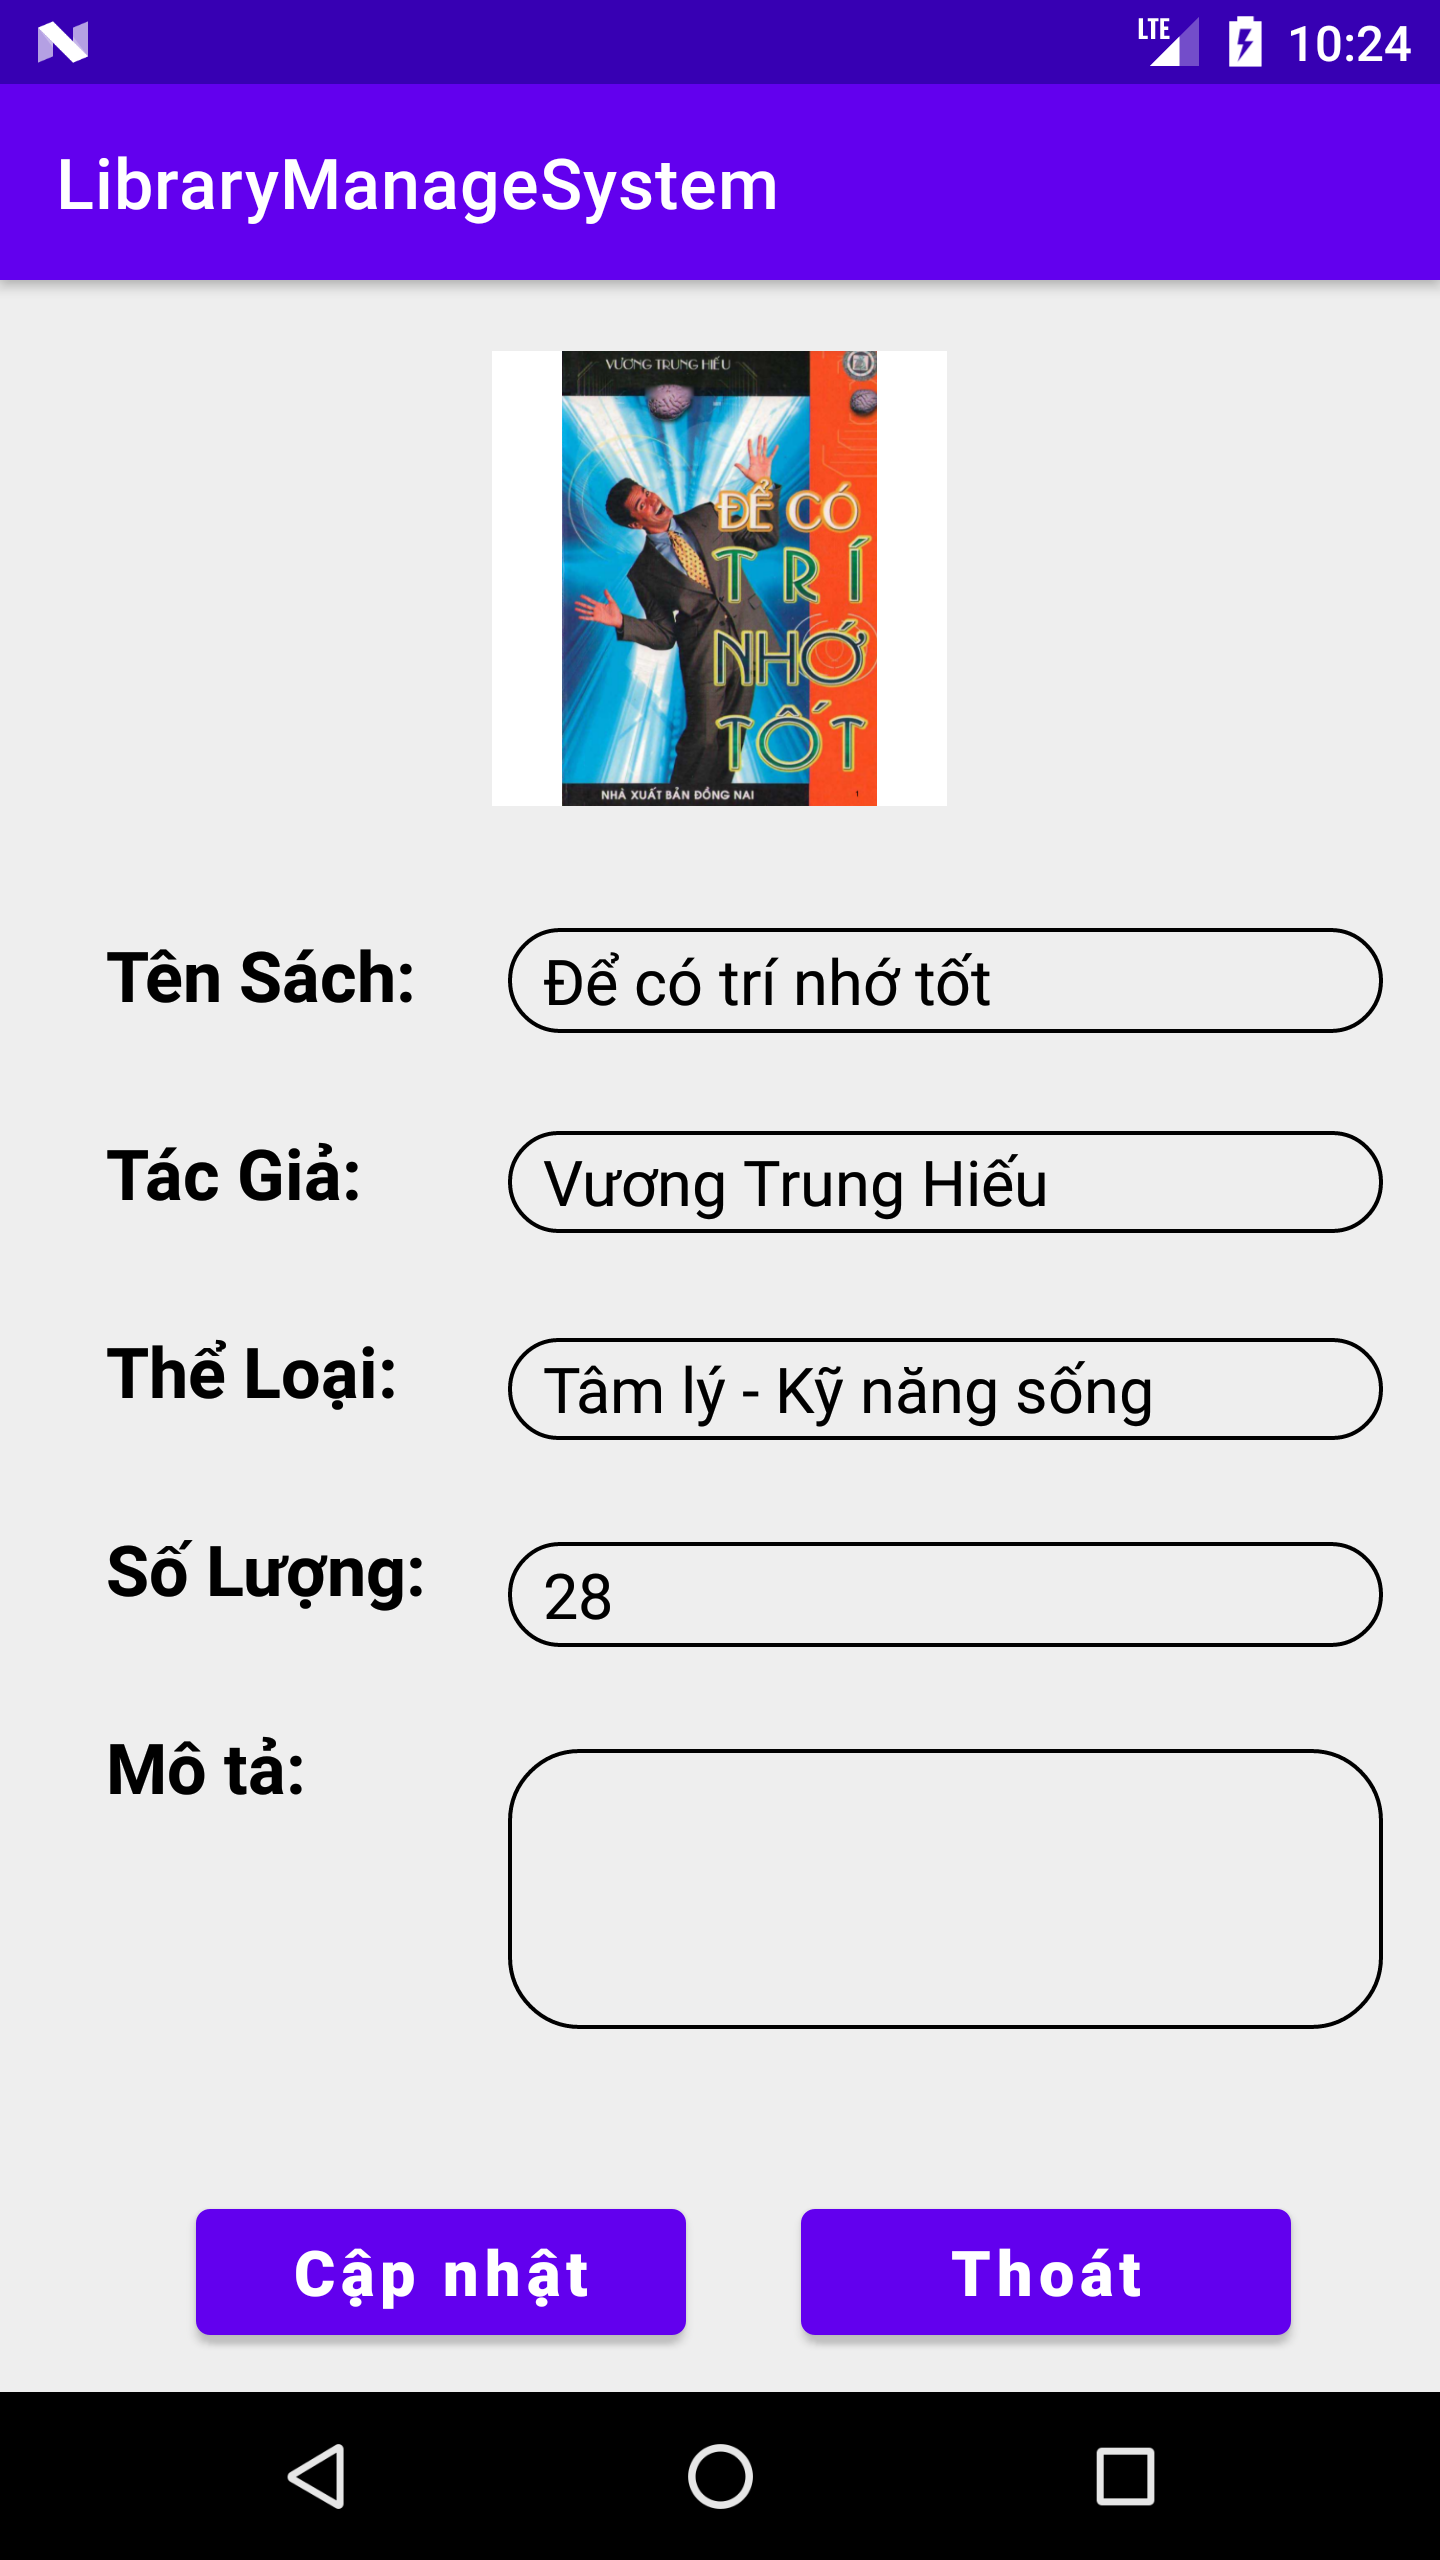 LTE 10:24
LibraryManageSystem
VƯƠNG TRUNG HIẾU
ĐỂ CÓ
TRÍ
NHỚ
TỐT
NHÀ XUẤT BẢN ĐỒNG NAI
Tên Sách: Để có trí nhớ tốt
Tác Giả: Vương Trung Hiếu
Thể Loại: Tâm lý - Kỹ năng sống
Số Lượng: 28
Mô tả:
Cập nhật Thoát